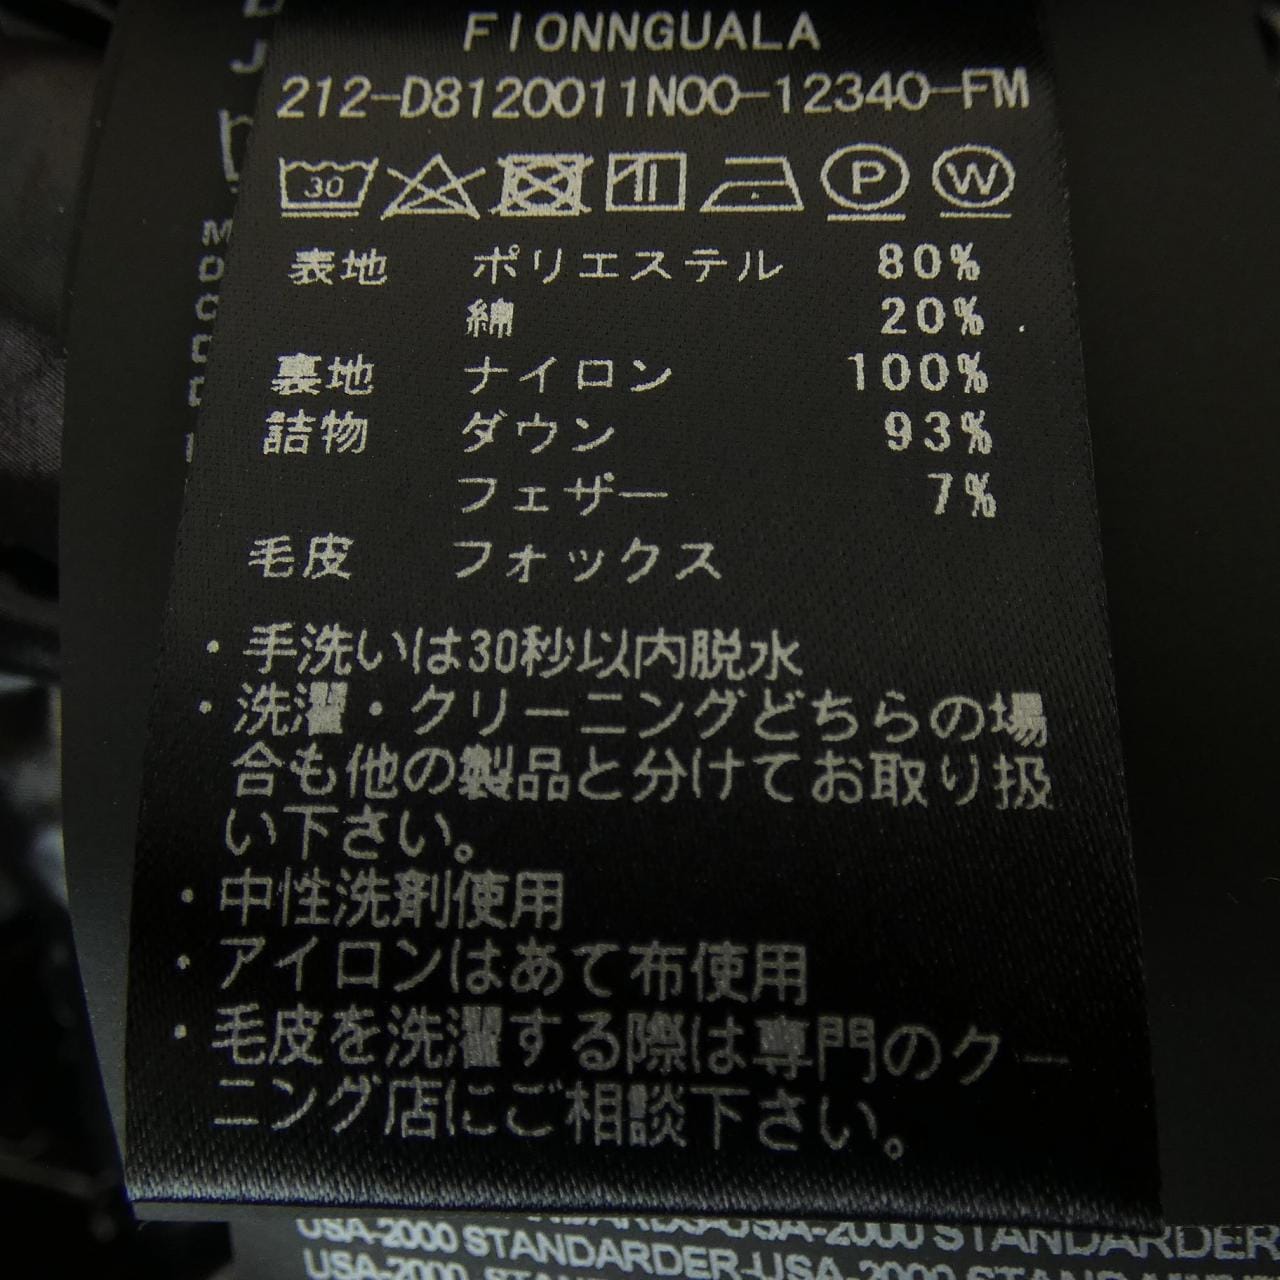 FIONNGUALA
212-D8120011N00-12340-FM
30 P W
表地 ポリエステル 80%
綿 20%
裏地 ナイロン 100%
詰物 ダウン 93%
フェザー 7%
毛皮 フォックス
・手洗いは30秒以内脱水
・洗濯・クリーニングどちらの場
合も他の製品と分けてお取り扱
い下さい。
・中性洗剤使用
・アイロンはあて布使用
・毛皮を洗濯する際は専門のクー
ニング店にご相談下さい。
USA-2000 STANDARDER
USA-2000 STANDARDER-USA-2000